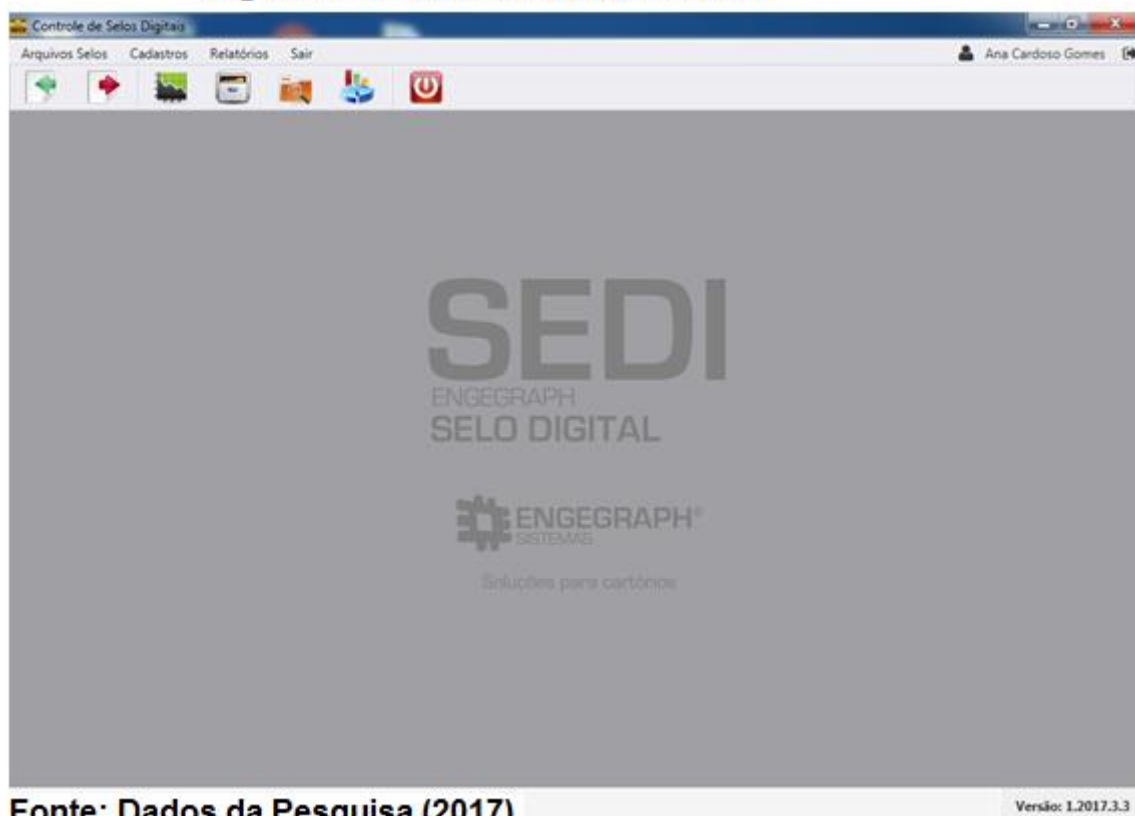 Controle de Selos Digitais
Arquivos Selos Cadastros Relatórios Sair Ana Cardoso Gomes
SEDI
ENGEGRAPH
SELO DIGITAL
ENGEGRAPH®
SISTEMAS
Soluções para cartórios
Fonte: Dados da Pesquisa (2017)
Versão: 1.2017.3.3